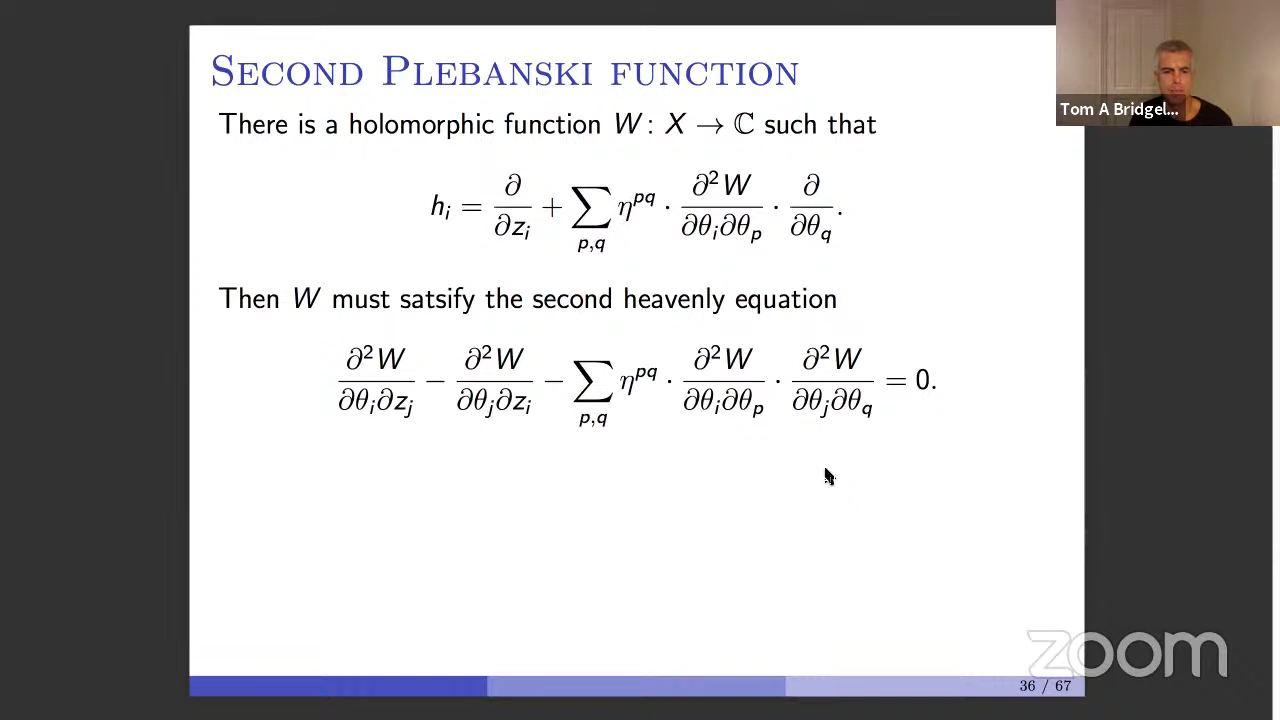 SECOND PLEBANSKI FUNCTION
There is a holomorphic function W: X → ℂ such that
h_i = ∂/∂z_i + ∑_{p,q} η^{pq} · ∂²W/∂θ_i∂θ_p · ∂/∂θ_q.
Then W must satsify the second heavenly equation
∂²W/∂θ_i∂z_j − ∂²W/∂θ_j∂z_i − ∑_{p,q} η^{pq} · ∂²W/∂θ_i∂θ_p · ∂²W/∂θ_j∂θ_q = 0.
Tom A Bridgel...
zoom
36 / 67